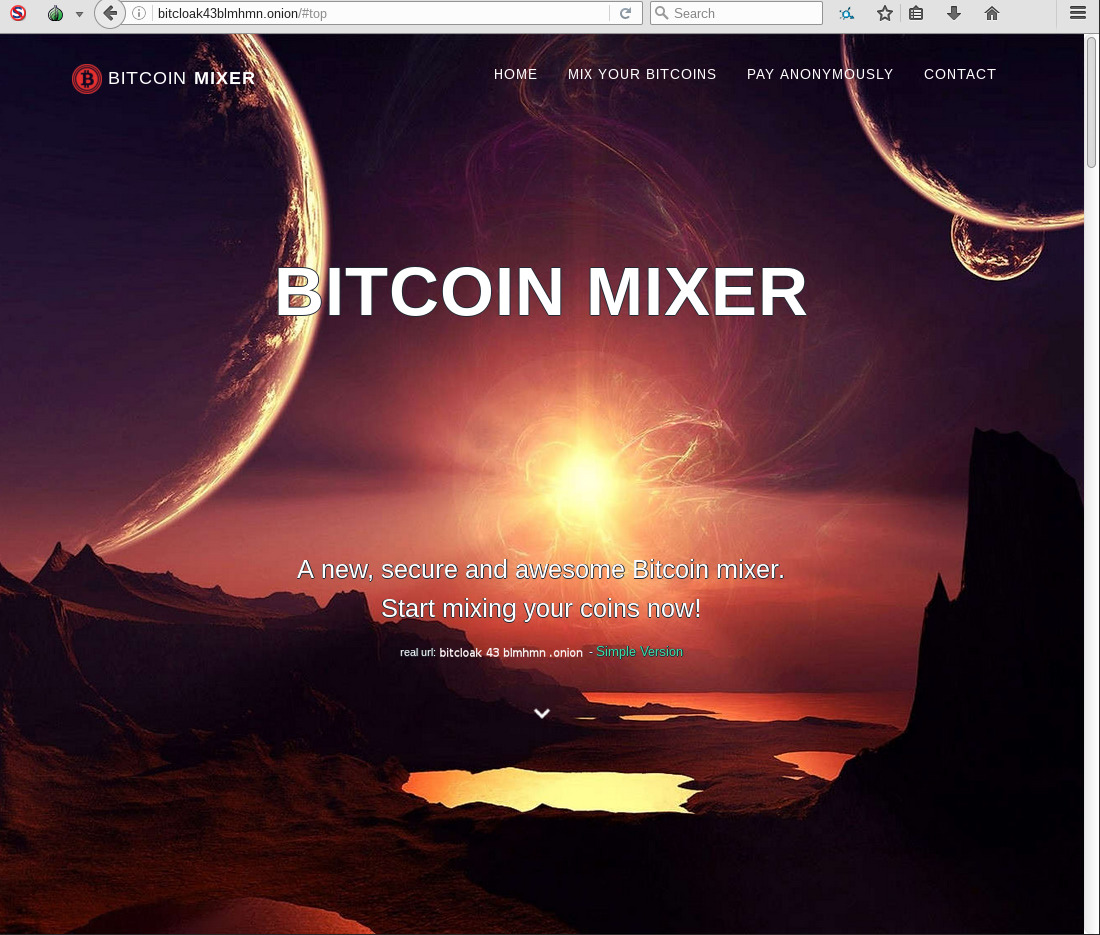 bitcloak43blmhmn.onion/#top
Search
BITCOIN MIXER
HOME MIX YOUR BITCOINS PAY ANONYMOUSLY CONTACT
BITCOIN MIXER
A new, secure and awesome Bitcoin mixer.
Start mixing your coins now!
real url: bitcloak 43 blmhmn .onion - Simple Version